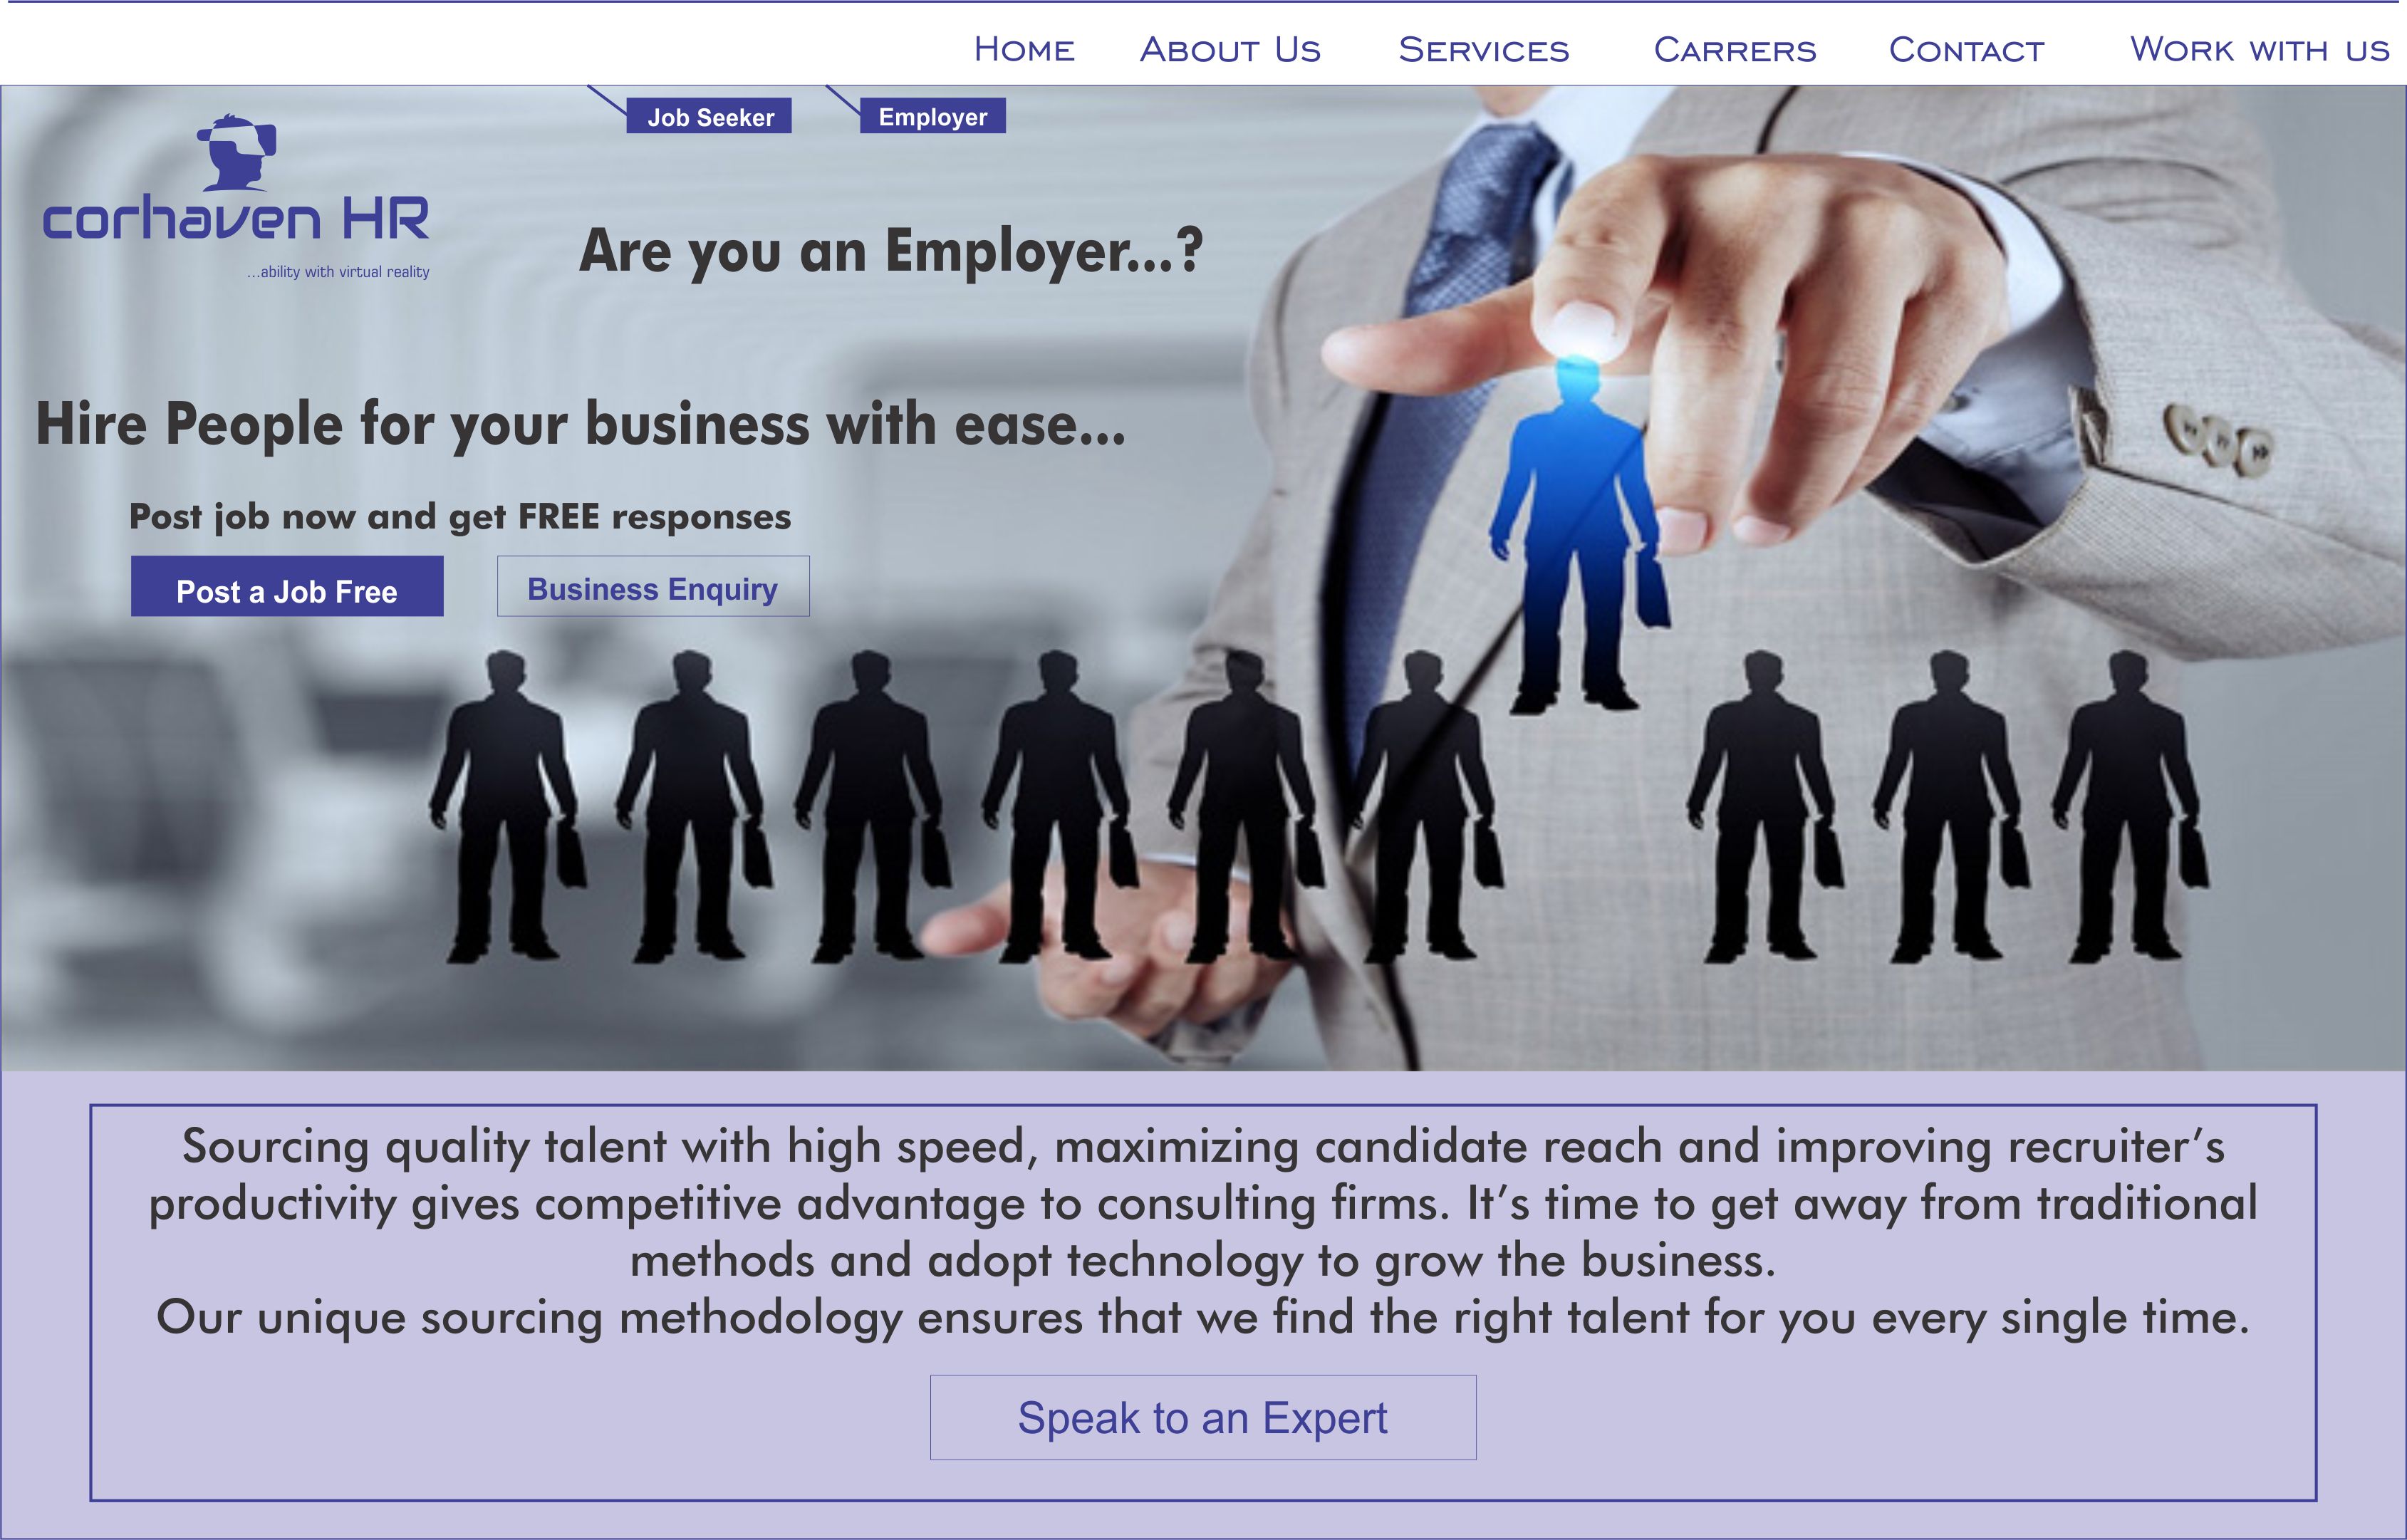 Home About Us Services Carrers Contact Work with us
Job Seeker Employer
corhaven HR
...ability with virtual reality
Are you an Employer...?
Hire People for your business with ease...
Post job now and get FREE responses
Post a Job Free Business Enquiry
Sourcing quality talent with high speed, maximizing candidate reach and improving recruiter’s
productivity gives competitive advantage to consulting firms. It’s time to get away from traditional
methods and adopt technology to grow the business.
Our unique sourcing methodology ensures that we find the right talent for you every single time.
Speak to an Expert